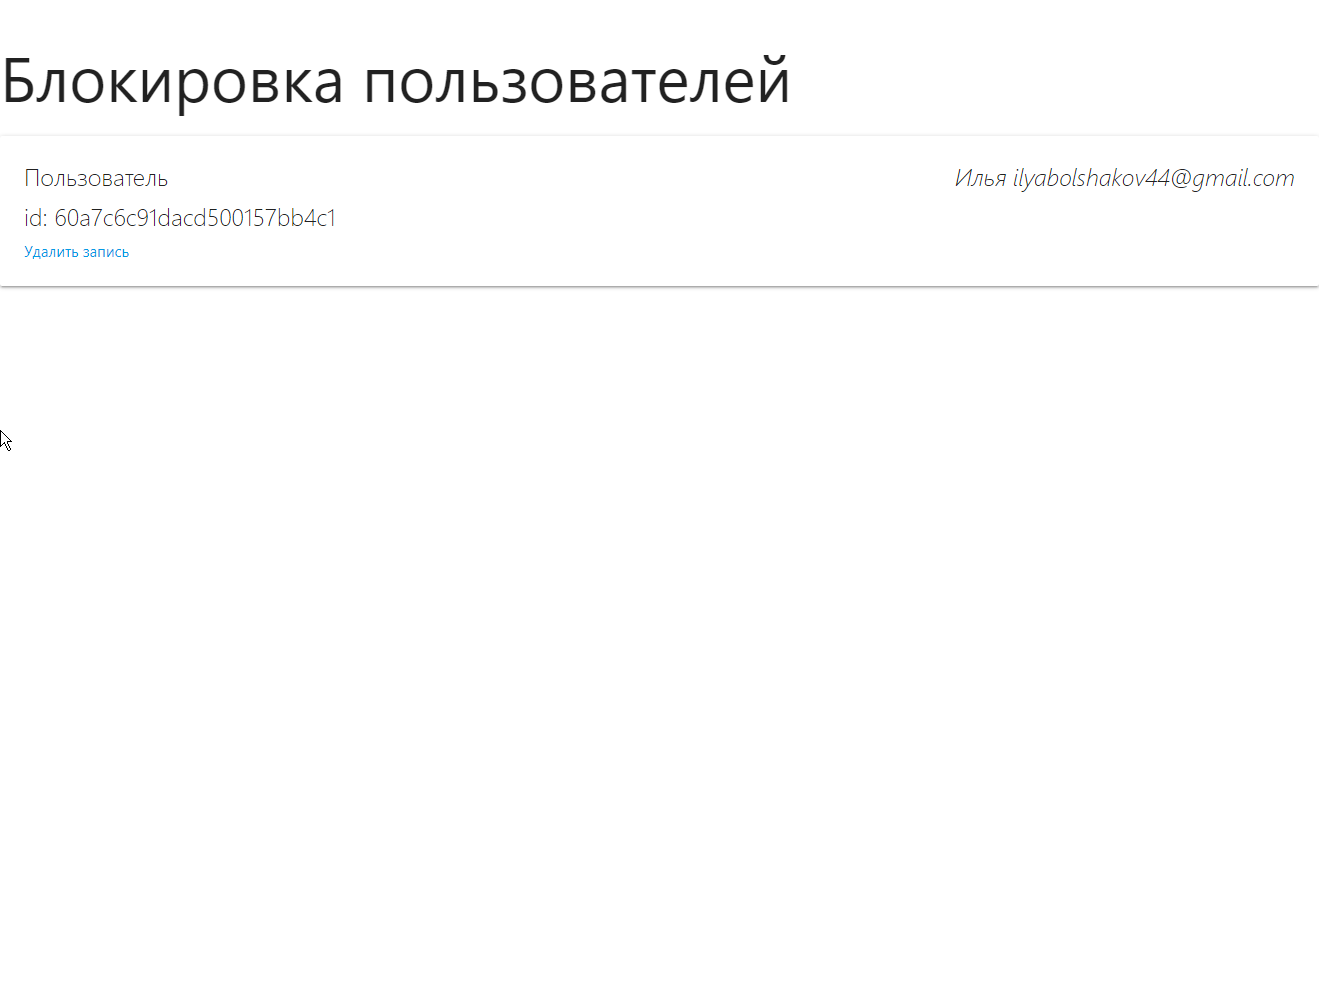 Блокировка пользователей
Пользователь Илья ilyabolshakov44@gmail.com
id: 60a7c6c91dacd500157bb4c1
Удалить запись